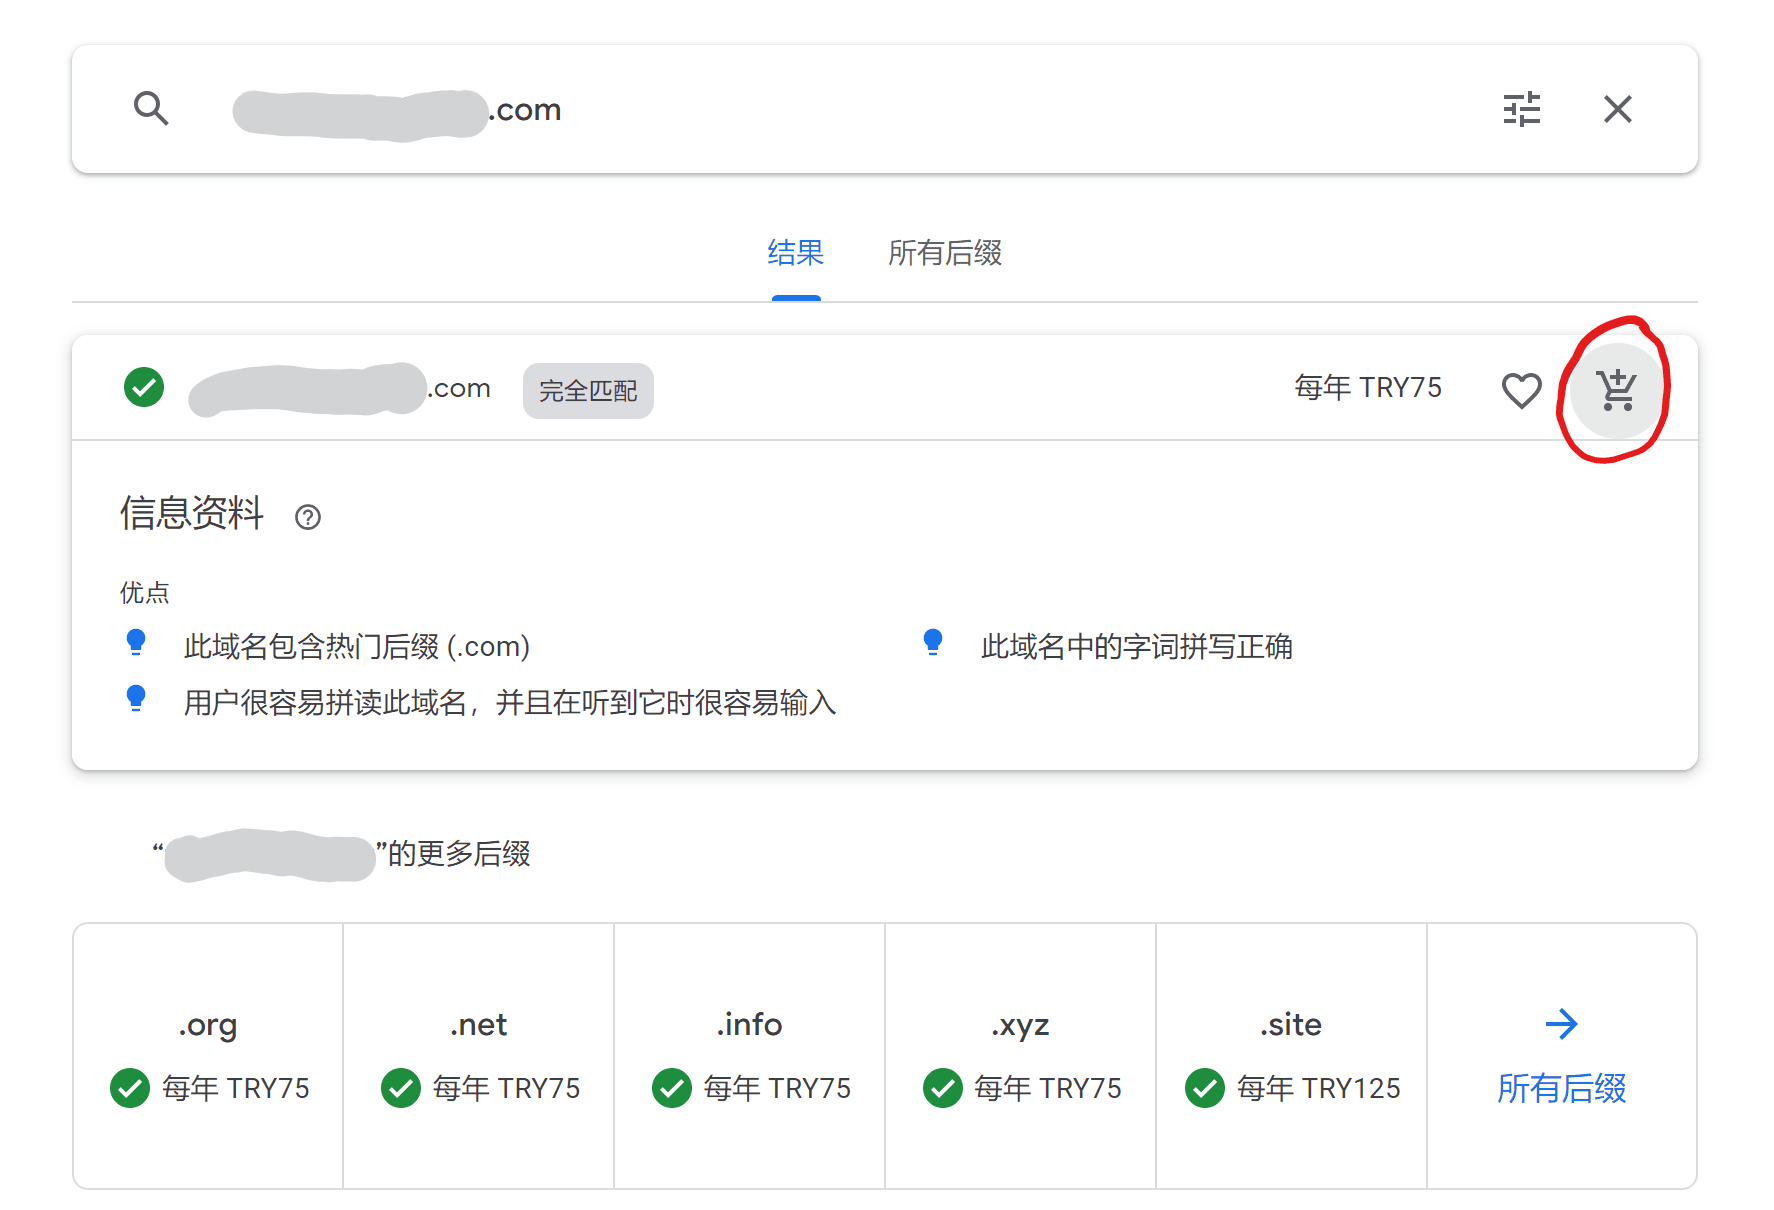 .com
结果 所有后缀
.com 完全匹配 每年 TRY75
信息资料
优点
此域名包含热门后缀 (.com) 此域名中的字词拼写正确
用户很容易拼读此域名，并且在听到它时很容易输入
“ ”的更多后缀
.org .net .info .xyz .site
每年 TRY75 每年 TRY75 每年 TRY75 每年 TRY75 每年 TRY125 所有后缀